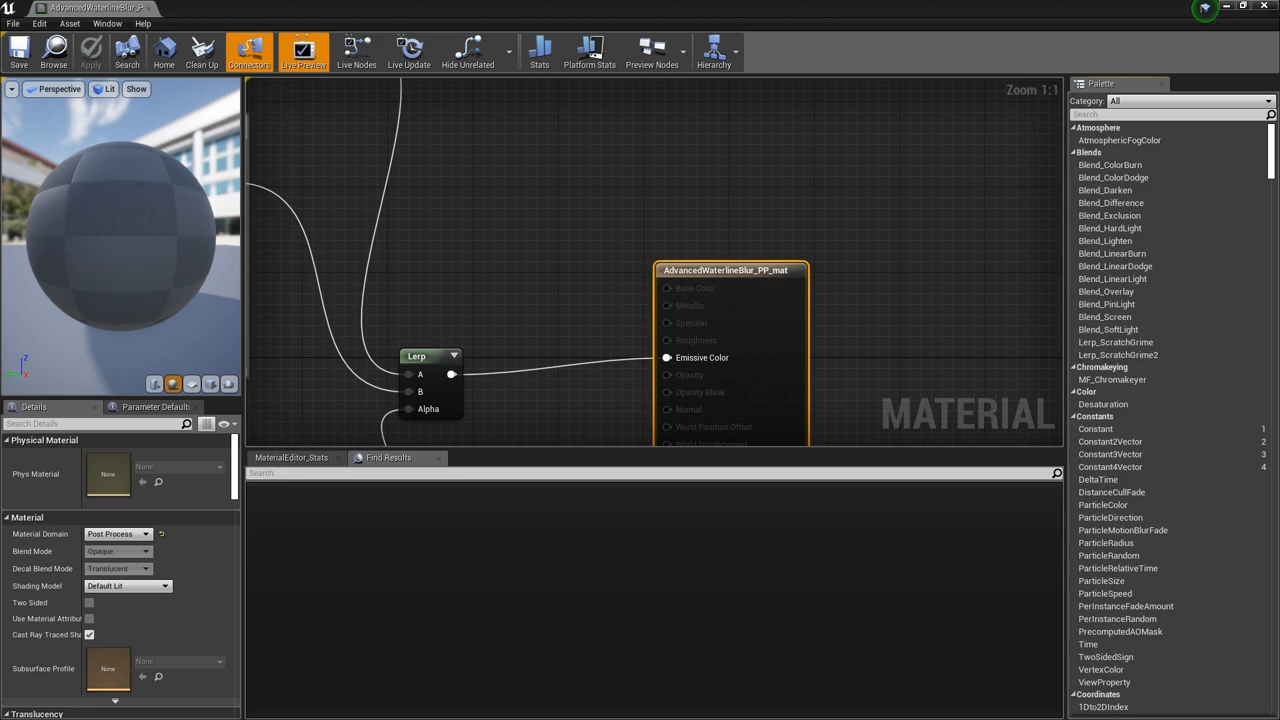 AdvancedWaterlineBlur_P
File Edit Asset Window Help
Save Browse Apply Search Home Clean Up Connectors Live Preview Live Nodes Live Update Hide Unrelated Stats Platform Stats Preview Nodes Hierarchy
Perspective Lit Show
Z
X
Zoom 1:1
Lerp
A
B
Alpha
AdvancedWaterlineBlur_PP_mat
Base Color
Metallic
Specular
Roughness
Emissive Color
Opacity
Opacity Mask
Normal
World Position Offset
World Displacement
MATERIAL
Details Parameter Default
Search Details
Physical Material
Phys Material None None
Material
Material Domain Post Process
Blend Mode Opaque
Decal Blend Mode Translucent
Shading Model Default Lit
Two Sided
Use Material Attribut
Cast Ray Traced Sha
Subsurface Profile None None
Translucency
MaterialEditor_Stats Find Results
Search
Palette
Category: All
Search
Atmosphere
AtmosphericFogColor
Blends
Blend_ColorBurn
Blend_ColorDodge
Blend_Darken
Blend_Difference
Blend_Exclusion
Blend_HardLight
Blend_Lighten
Blend_LinearBurn
Blend_LinearDodge
Blend_LinearLight
Blend_Overlay
Blend_PinLight
Blend_Screen
Blend_SoftLight
Lerp_ScratchGrime
Lerp_ScratchGrime2
Chromakeying
MF_Chromakeyer
Color
Desaturation
Constants
Constant 1
Constant2Vector 2
Constant3Vector 3
Constant4Vector 4
DeltaTime
DistanceCullFade
ParticleColor
ParticleDirection
ParticleMotionBlurFade
ParticleRadius
ParticleRandom
ParticleRelativeTime
ParticleSize
ParticleSpeed
PerInstanceFadeAmount
PerInstanceRandom
PrecomputedAOMask
Time
TwoSidedSign
VertexColor
ViewProperty
Coordinates
1Dto2DIndex